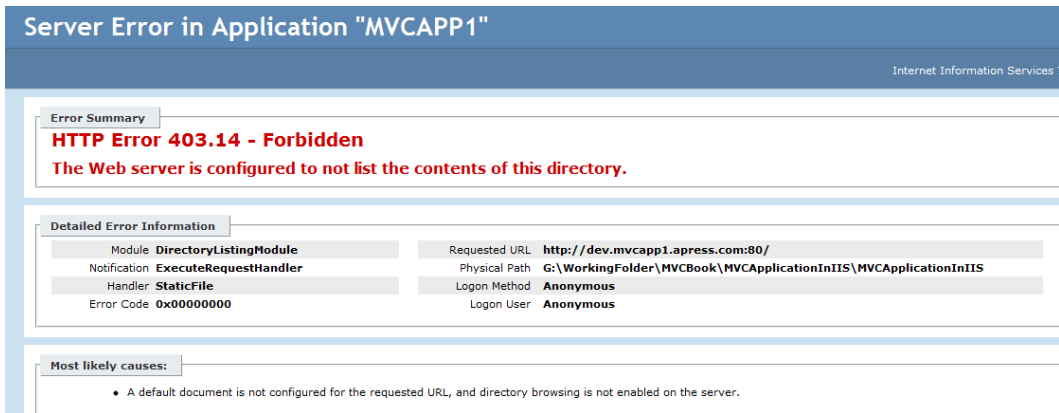 Server Error in Application "MVCAPP1"
Internet Information Services
Error Summary
HTTP Error 403.14 - Forbidden
The Web server is configured to not list the contents of this directory.
Detailed Error Information
Module DirectoryListingModule Requested URL http://dev.mvcapp1.apress.com:80/
Notification ExecuteRequestHandler Physical Path G:\WorkingFolder\MVCBook\MVCApplicationInIIS\MVCApplicationInIIS
Handler StaticFile Logon Method Anonymous
Error Code 0x00000000 Logon User Anonymous
Most likely causes:
• A default document is not configured for the requested URL, and directory browsing is not enabled on the server.